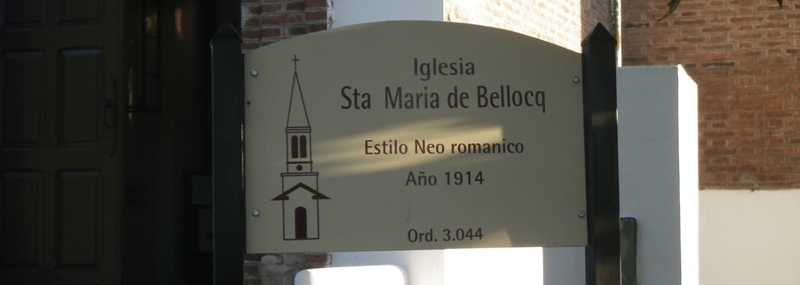 Iglesia
Sta Maria de Bellocq
Estilo Neo romanico
Año 1914
Ord. 3.044